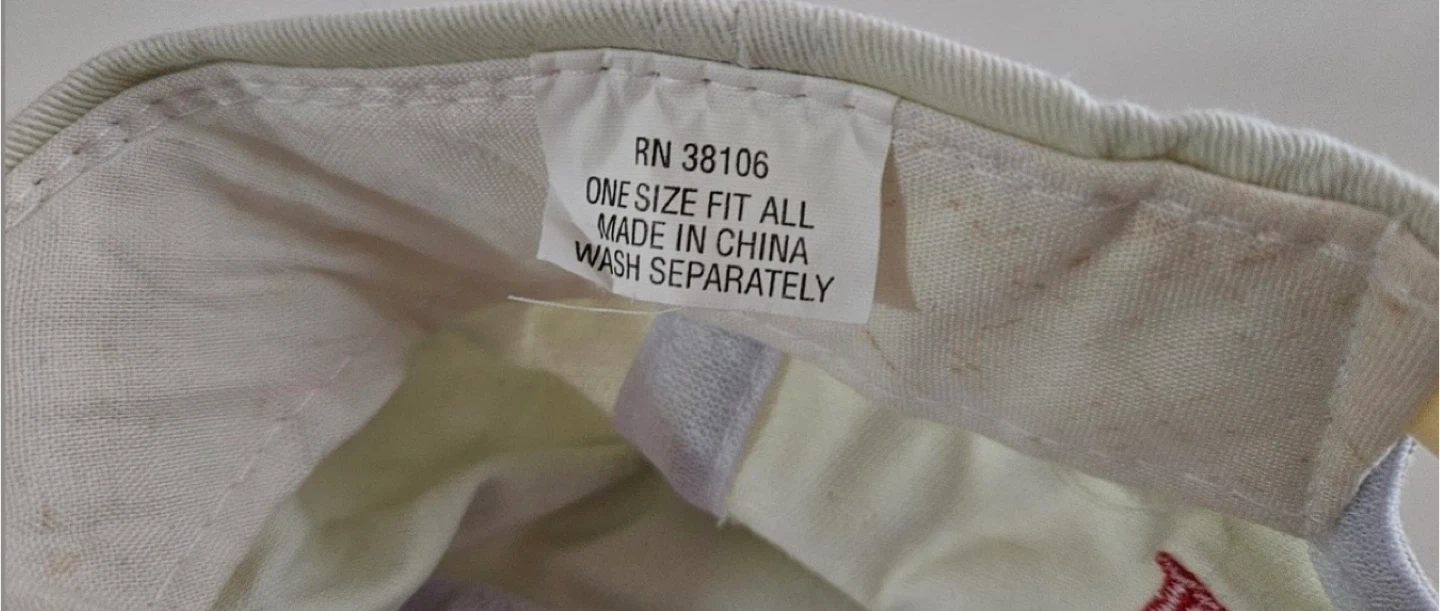 RN 38106
ONE SIZE FIT ALL
MADE IN CHINA
WASH SEPARATELY